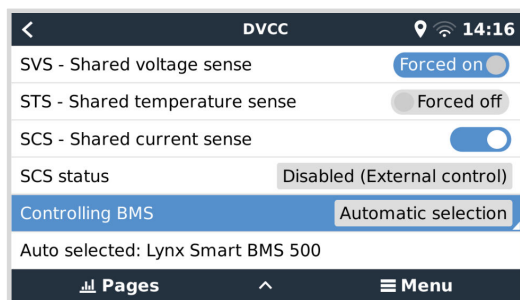 DVCC 14:16
SVS - Shared voltage sense Forced on
STS - Shared temperature sense Forced off
SCS - Shared current sense
SCS status Disabled (External control)
Controlling BMS Automatic selection
Auto selected: Lynx Smart BMS 500
Pages Menu